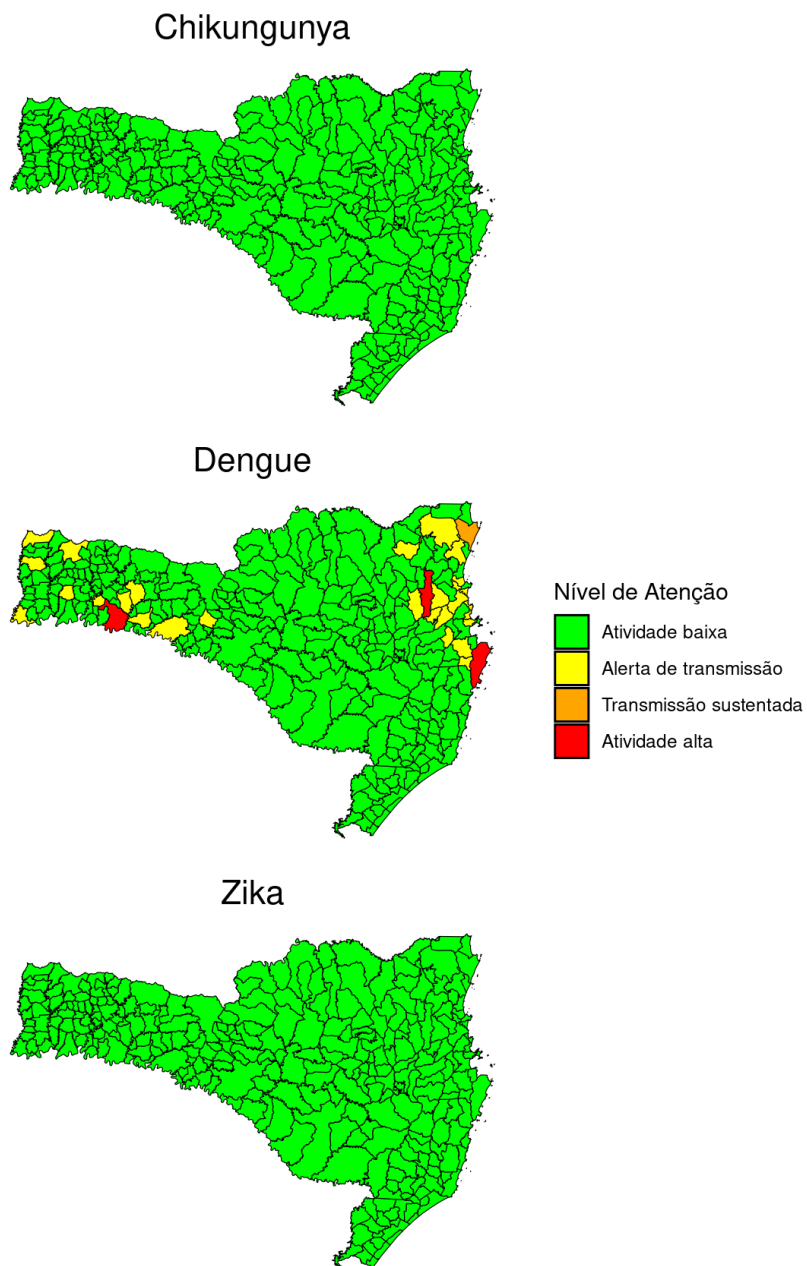 Chikungunya
Dengue
Nível de Atenção
Atividade baixa
Alerta de transmissão
Transmissão sustentada
Atividade alta
Zika